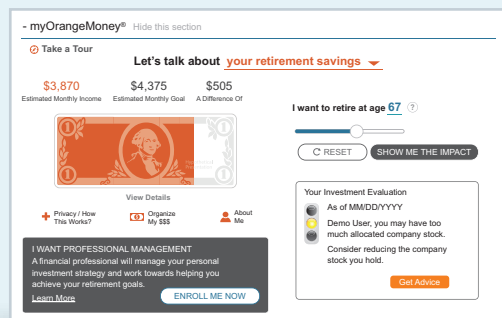 - myOrangeMoney® Hide this section
Take a Tour
Let's talk about your retirement savings
$3,870 $4,375 $505
Estimated Monthly Income Estimated Monthly Goal A Difference Of
I want to retire at age 67 ?
RESET SHOW ME THE IMPACT
View Details
Privacy / How This Works?
Organize My $$$
About Me
Your Investment Evaluation
As of MM/DD/YYYY
Demo User, you may have too
much allocated company stock.
Consider reducing the company
stock you hold.
Get Advice
I WANT PROFESSIONAL MANAGEMENT
A financial professional will manage your personal
investment strategy and work towards helping you
achieve your retirement goals.
Learn More ENROLL ME NOW